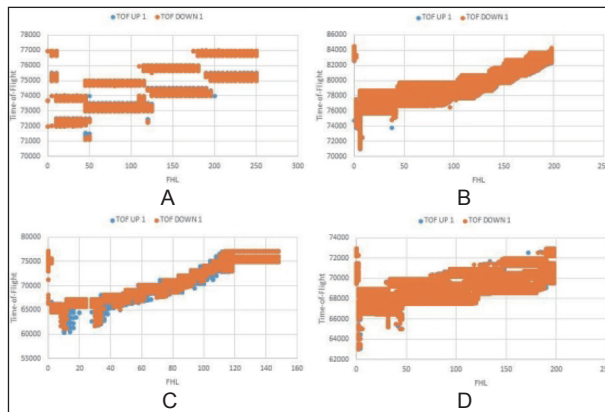 TOF UP 1 TOF DOWN 1
78000
77000
76000
75000
74000
73000
72000
71000
70000
Time-of-Flight
0 50 100 150 200 250 300
FHL
A
TOF UP 1 TOF DOWN 1
86000
84000
82000
80000
78000
76000
74000
72000
70000
Time-of-Flight
0 50 100 150 200 250
FHL
B
TOF UP 1 TOF DOWN 1
80000
75000
70000
65000
60000
55000
Time-of-Flight
0 20 40 60 80 100 120 140 160
FHL
C
TOF UP 1 TOF DOWN 1
74000
72000
70000
68000
66000
64000
62000
Time-of-Flight
0 50 100 150 200 250
FHL
D